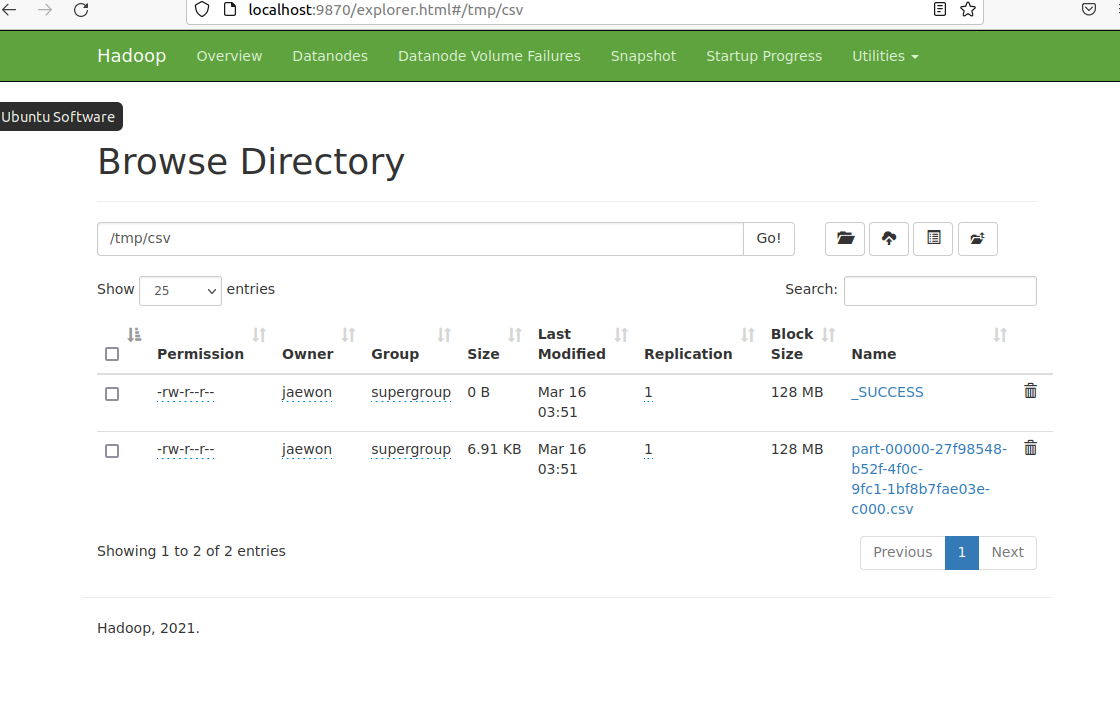 localhost:9870/explorer.html#/tmp/csv
Hadoop Overview Datanodes Datanode Volume Failures Snapshot Startup Progress Utilities
Ubuntu Software
Browse Directory
/tmp/csv Go!
Show 25 entries Search:
Permission Owner Group Size Last Modified Replication Block Size Name
-rw-r--r-- jaewon supergroup 0 B Mar 16 03:51 1 128 MB _SUCCESS
-rw-r--r-- jaewon supergroup 6.91 KB Mar 16 03:51 1 128 MB part-00000-27f98548-b52f-4f0c-9fc1-1bf8b7fae03e-c000.csv
Showing 1 to 2 of 2 entries Previous 1 Next
Hadoop, 2021.